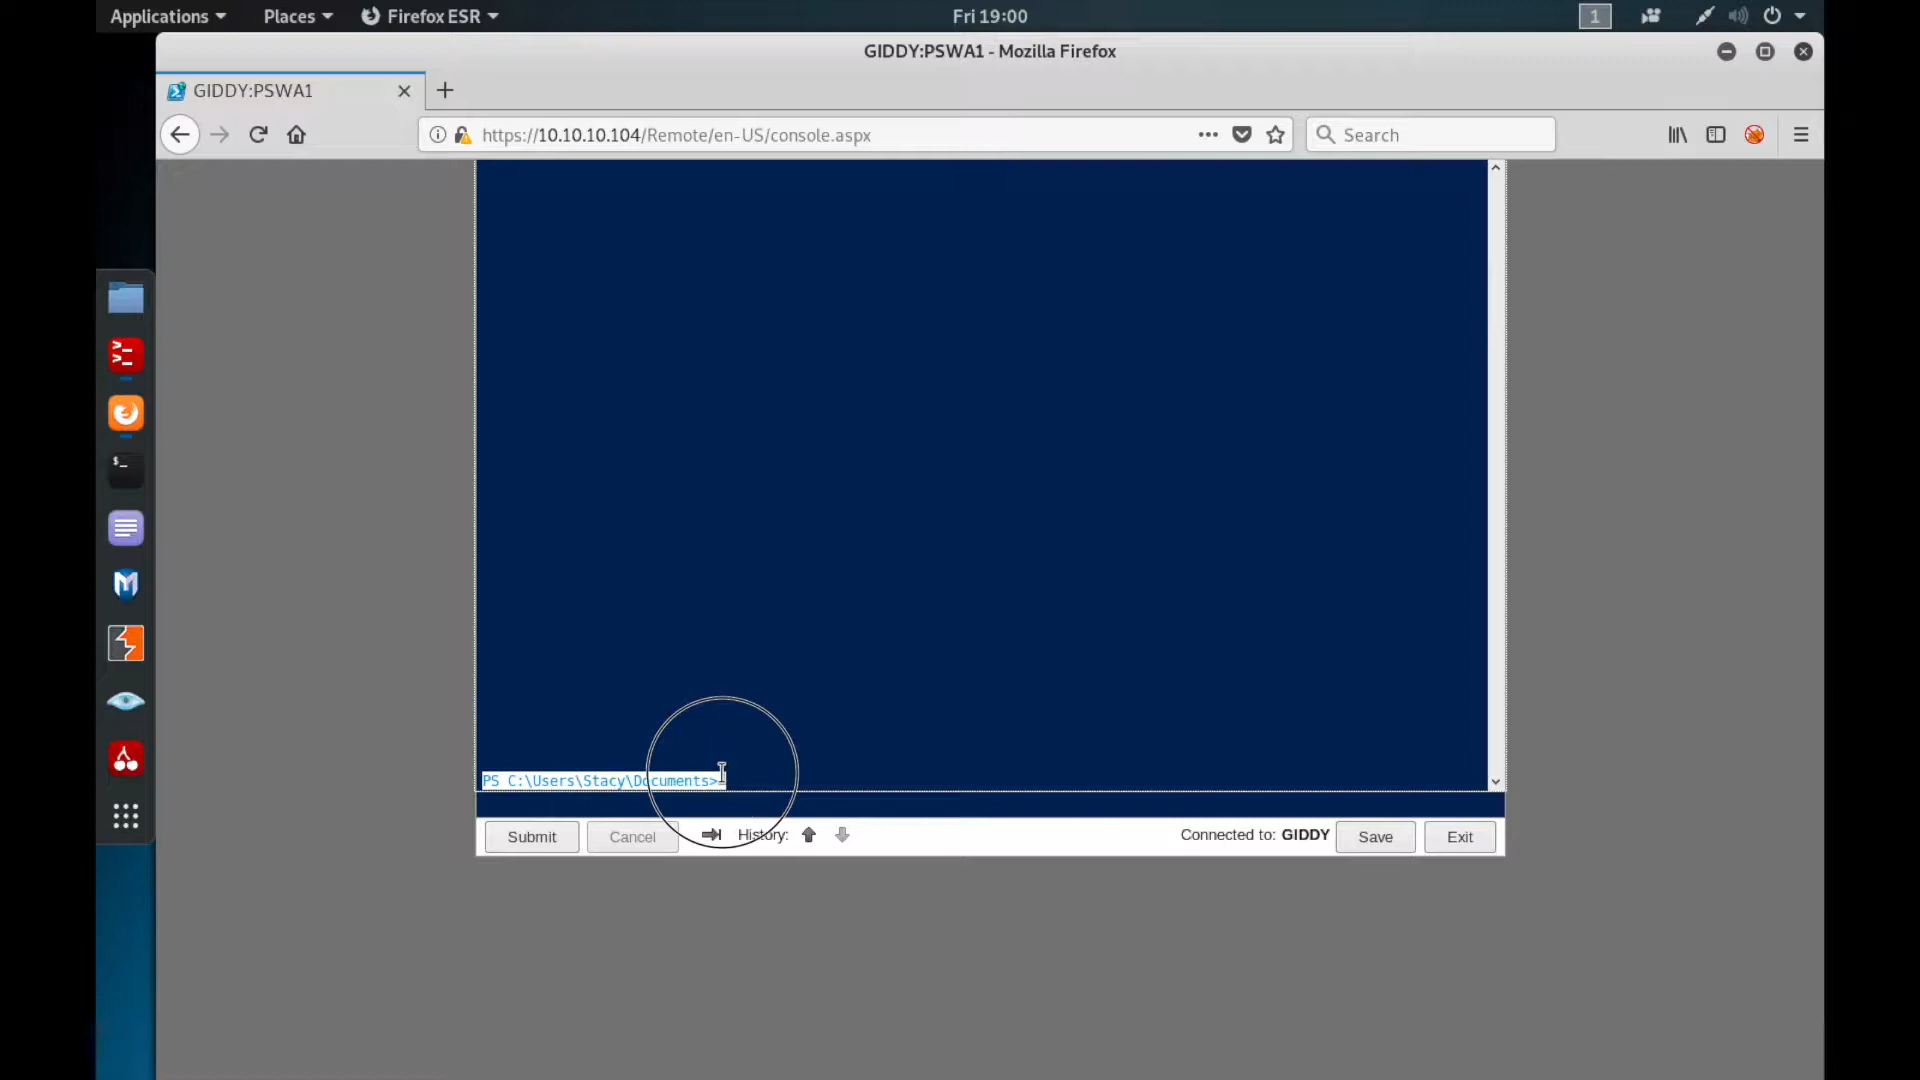 Applications Places Firefox ESR Fri 19:00 1
GIDDY:PSWA1 - Mozilla Firefox
GIDDY:PSWA1
https://10.10.10.104/Remote/en-US/console.aspx Search
PS C:\Users\Stacy\Documents>
Submit Cancel History: Connected to: GIDDY Save Exit